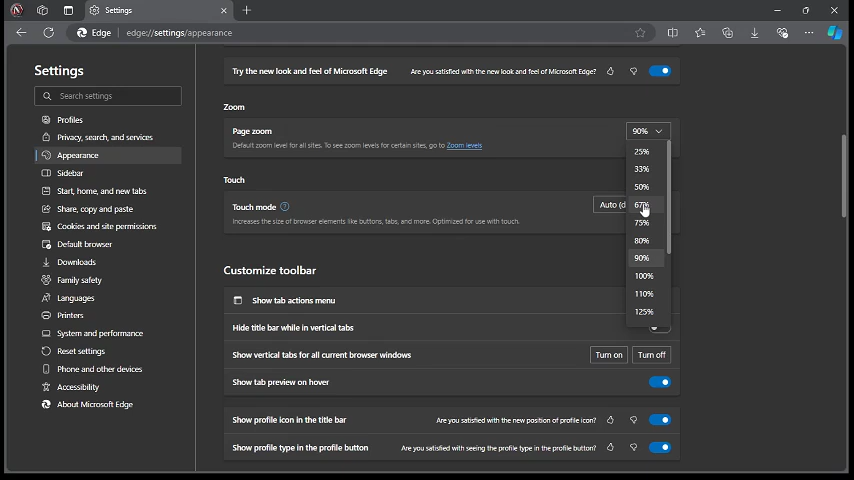 Settings
Edge
edge://settings/appearance
Settings
Search settings
Profiles
Privacy, search, and services
Appearance
Sidebar
Start, home, and new tabs
Share, copy and paste
Cookies and site permissions
Default browser
Downloads
Family safety
Languages
Printers
System and performance
Reset settings
Phone and other devices
Accessibility
About Microsoft Edge
Try the new look and feel of Microsoft Edge
Are you satisfied with the new look and feel of Microsoft Edge?
Zoom
Page zoom
90%
Default zoom level for all sites. To see zoom levels for certain sites, go to Zoom levels
25%
33%
50%
67%
75%
80%
90%
100%
110%
125%
Touch
Touch mode
Auto (d
Increases the size of browser elements like buttons, tabs, and more. Optimized for use with touch.
Customize toolbar
Show tab actions menu
Hide title bar while in vertical tabs
Show vertical tabs for all current browser windows
Turn on
Turn off
Show tab preview on hover
Show profile icon in the title bar
Are you satisfied with the new position of profile icon?
Show profile type in the profile button
Are you satisfied with seeing the profile type in the profile button?